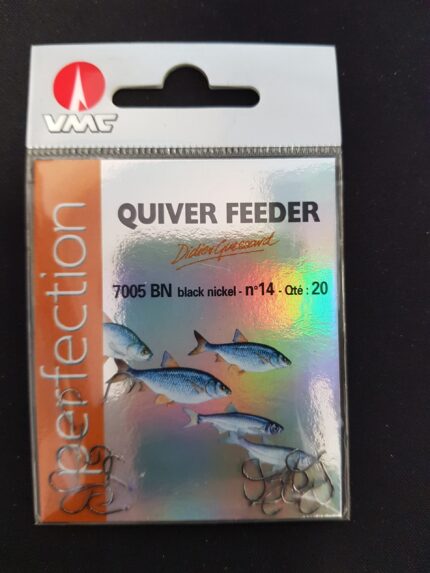 VMC
perfection
QUIVER FEEDER
Didier Guessard
7005 BN black nickel - n°14 - Qté : 20